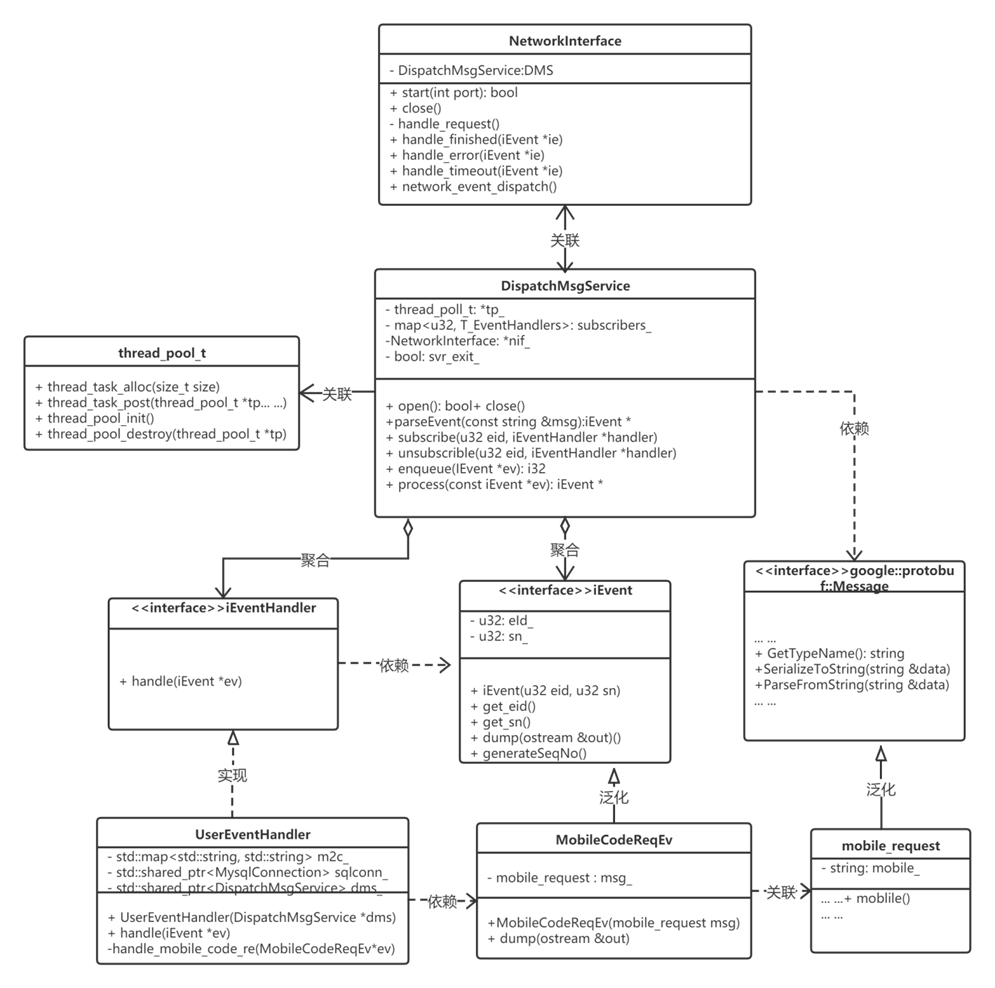 NetworkInterface
- DispatchMsgService:DMS
+ start(int port): bool
+ close()
- handle_request()
+ handle_finished(iEvent *ie)
+ handle_error(iEvent *ie)
+ handle_timeout(iEvent *ie)
+ network_event_dispatch()
关联
DispatchMsgService
- thread_poll_t: *tp_
- map<u32, T_EventHandlers>: subscribers_
-NetworkInterface: *nif_
- bool: svr_exit_
+ open(): bool+ close()
+parseEvent(const string &msg):iEvent *
+ subscribe(u32 eid, iEventHandler *handler)
+ unsubscrible(u32 eid, iEventHandler *handler)
+ enqueue(IEvent *ev): i32
+ process(const iEvent *ev): iEvent *
thread_pool_t
+ thread_task_alloc(size_t size)
+ thread_task_post(thread_pool_t *tp... ...)
+ thread_pool_init()
+ thread_pool_destroy(thread_pool_t *tp)
关联
依赖
聚合
聚合
<<interface>>iEventHandler
+ handle(iEvent *ev)
依赖
<<interface>>iEvent
- u32: eId_
- u32: sn_
+ iEvent(u32 eid, u32 sn)
+ get_eid()
+ get_sn()
+ dump(ostream &out)()
+ generateSeqNo()
<<interface>>google::protobu
f::Message
... ...
+ GetTypeName(): string
+SerializeToString(string &data)
+ParseFromString(string &data)
... ...
实现
泛化
泛化
UserEventHandler
- std::map<std::string, std::string> m2c_
- std::shared_ptr<MysqlConnection> sqlconn_
- std::shared_ptr<DispatchMsgService> dms_
+ UserEventHandler(DispatchMsgService *dms)
+ handle(iEvent *ev)
-handle_mobile_code_re(MobileCodeReqEv*ev)
依赖
MobileCodeReqEv
- mobile_request : msg_
+MobileCodeReqEv(mobile_request msg)
+ dump(ostream &out)
关联
mobile_request
- string: mobile_
... ...+ moblile()
... ...